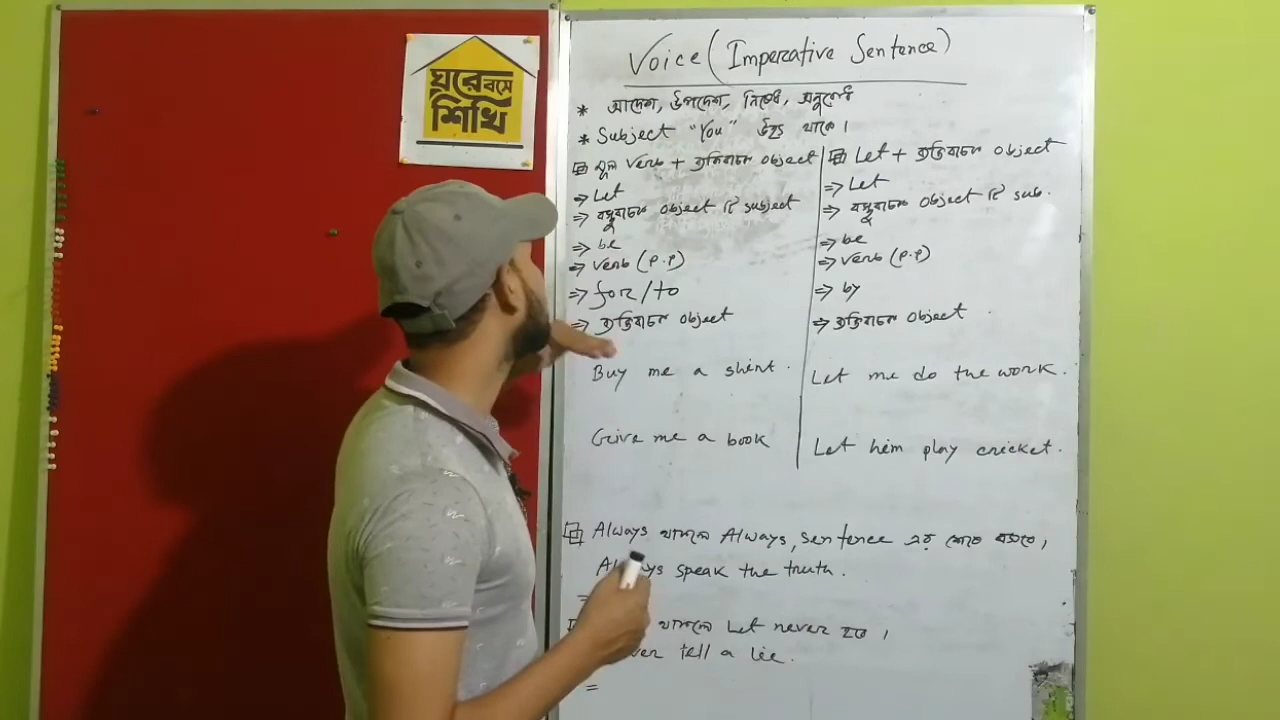 ঘরে বসে
শিখি
Voice (Imperative Sentence)
* আদেশ, উপদেশ, নিষেধ, অনুরোধ
* Subject "You" উহ্য থাকে।
মূল verb + ব্যক্তিবাচক object
⇒ Let
⇒ বস্তুবাচক object টি subject
⇒ be
⇒ verb (p.p)
⇒ for/to
⇒ ব্যক্তিবাচক object
Buy me a shirt.
Give me a book
Let + ব্যক্তিবাচক object
⇒ Let
⇒ বস্তুবাচক object টি sub.
⇒ be
⇒ verb (p.p)
⇒ by
⇒ ব্যক্তিবাচক object
Let me do the work.
Let him play cricket.
Always থাকলে Always, sentence এর শেষে বসবে।
Always speak the truth.
=
থাকলে Let never হবে।
tell a lie.
=